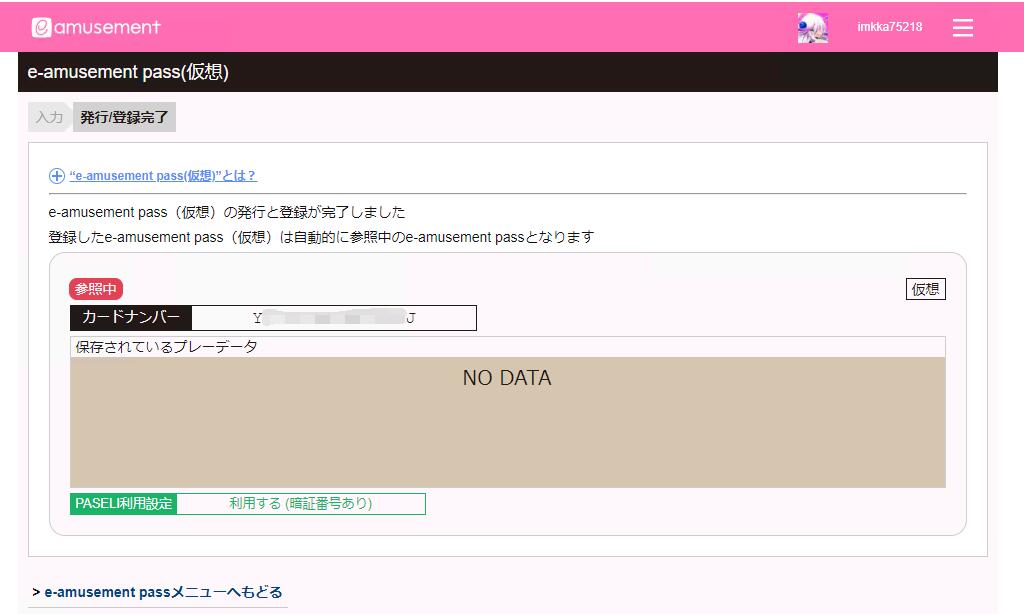 e amusement
imkka75218
e-amusement pass(仮想)
入力
発行/登録完了
“e-amusement pass(仮想)”とは？
e-amusement pass（仮想）の発行と登録が完了しました
登録したe-amusement pass（仮想）は自動的に参照中のe-amusement passとなります
参照中
仮想
カードナンバー
Y
J
保存されているプレーデータ
NO DATA
PASELI利用設定
利用する (暗証番号あり)
> e-amusement passメニューへもどる